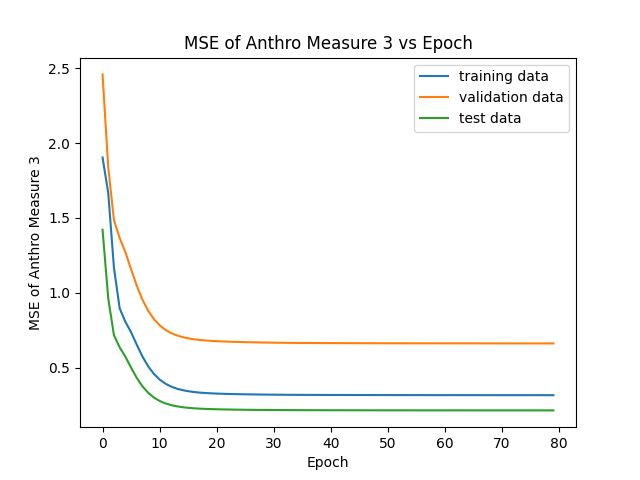 MSE of Anthro Measure 3 vs Epoch
MSE of Anthro Measure 3
2.5
2.0
1.5
1.0
0.5
training data
validation data
test data
0 10 20 30 40 50 60 70 80
Epoch